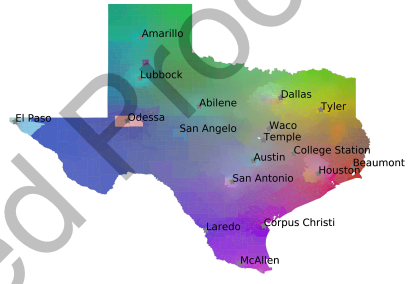 Amarillo
Lubbock
Dallas
Abilene
Tyler
El Paso
Odessa
San Angelo
Waco
Temple
College Station
Austin
Beaumont
Houston
San Antonio
Laredo
Corpus Christi
McAllen